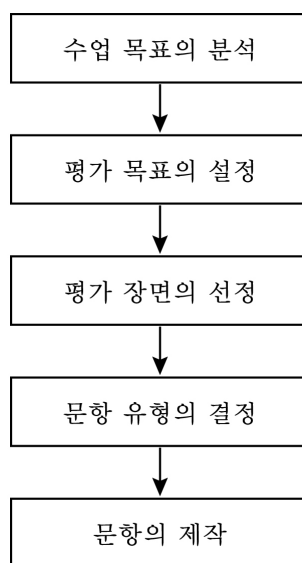 수업 목표의 분석
평가 목표의 설정
평가 장면의 선정
문항 유형의 결정
문항의 제작